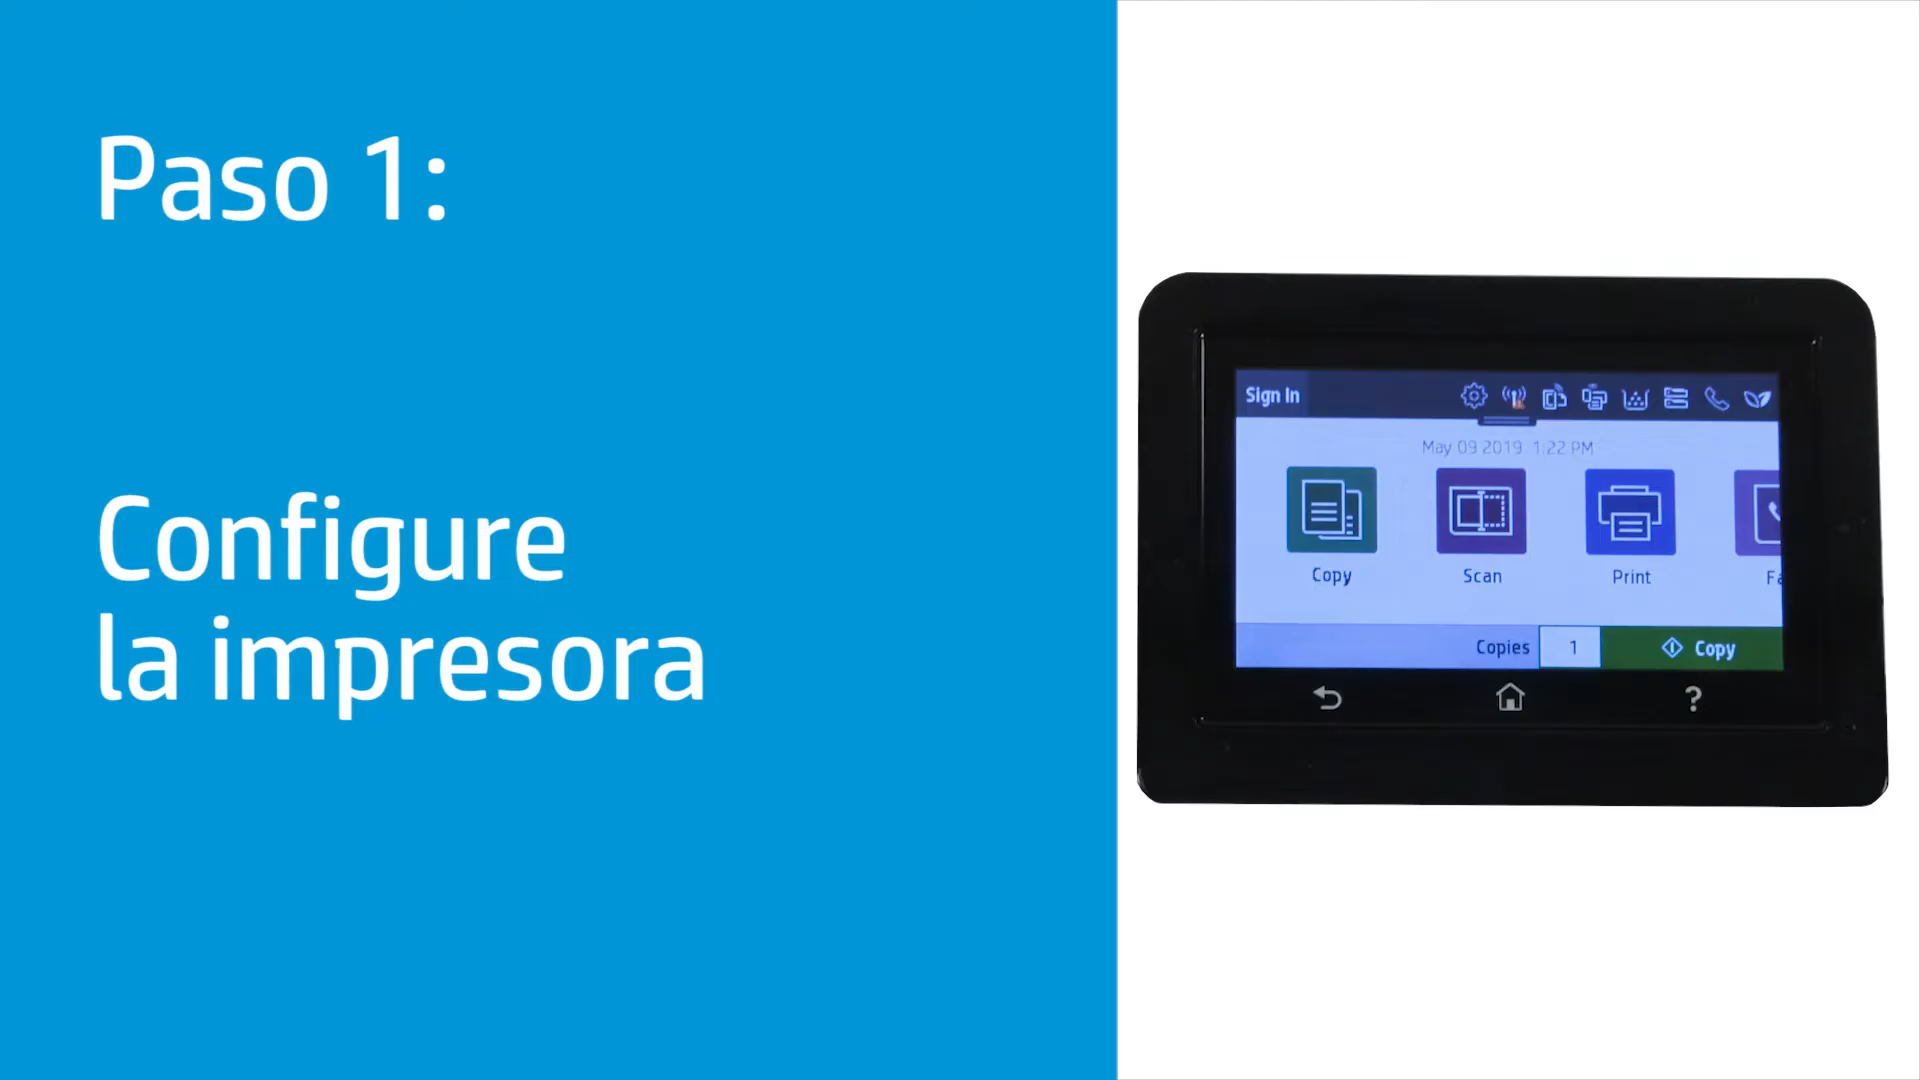 Paso 1:
Configure
la impresora
Sign In
May 09 2019 1:22 PM
Copy
Scan
Print
Fa
Copies 1 Copy
?